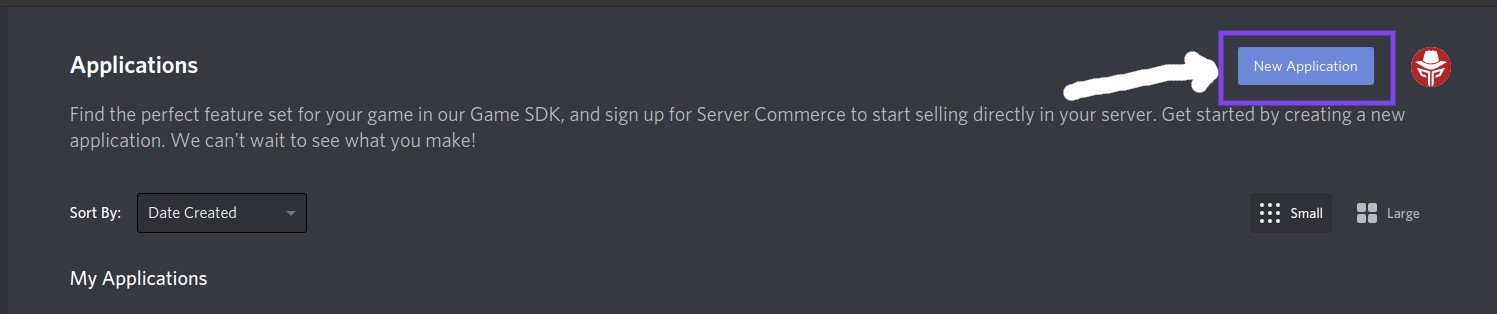 Applications
New Application
Find the perfect feature set for your game in our Game SDK, and sign up for Server Commerce to start selling directly in your server. Get started by creating a new
application. We can't wait to see what you make!
Sort By: Date Created Small Large
My Applications